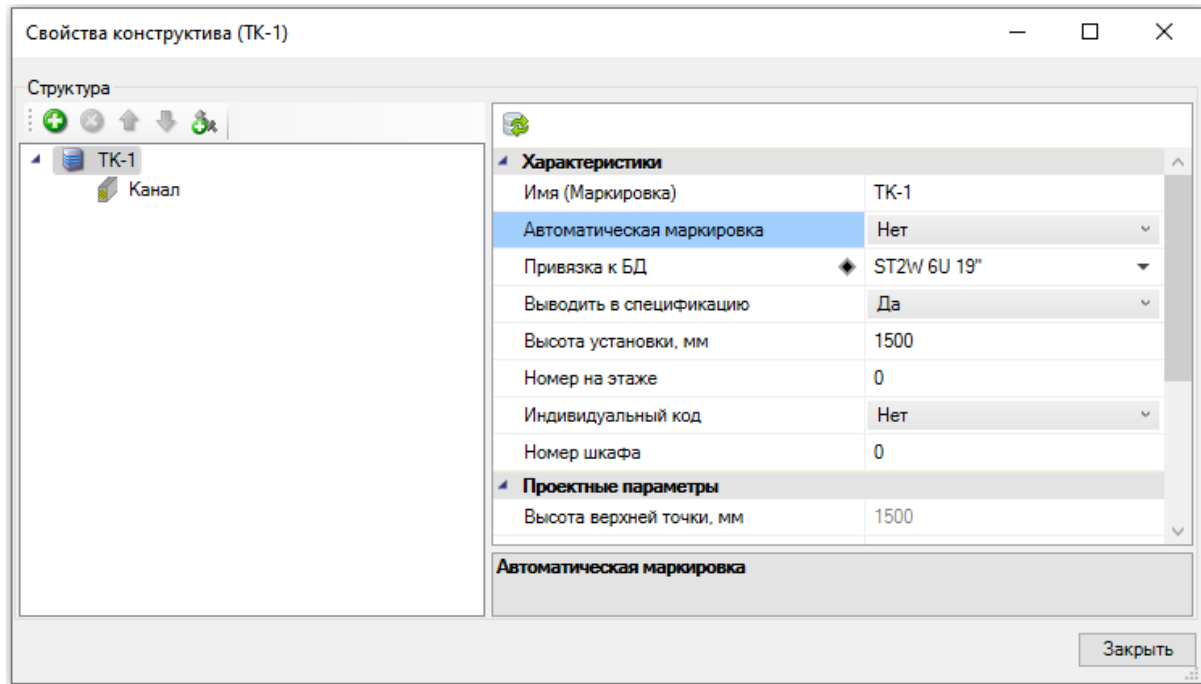 Свойства конструктива (ТК-1)
Структура
ТК-1
Канал
Характеристики
Имя (Маркировка) ТК-1
Автоматическая маркировка Нет
Привязка к БД ST2W 6U 19"
Выводить в спецификацию Да
Высота установки, мм 1500
Номер на этаже 0
Индивидуальный код Нет
Номер шкафа 0
Проектные параметры
Высота верхней точки, мм 1500
Автоматическая маркировка
Закрыть